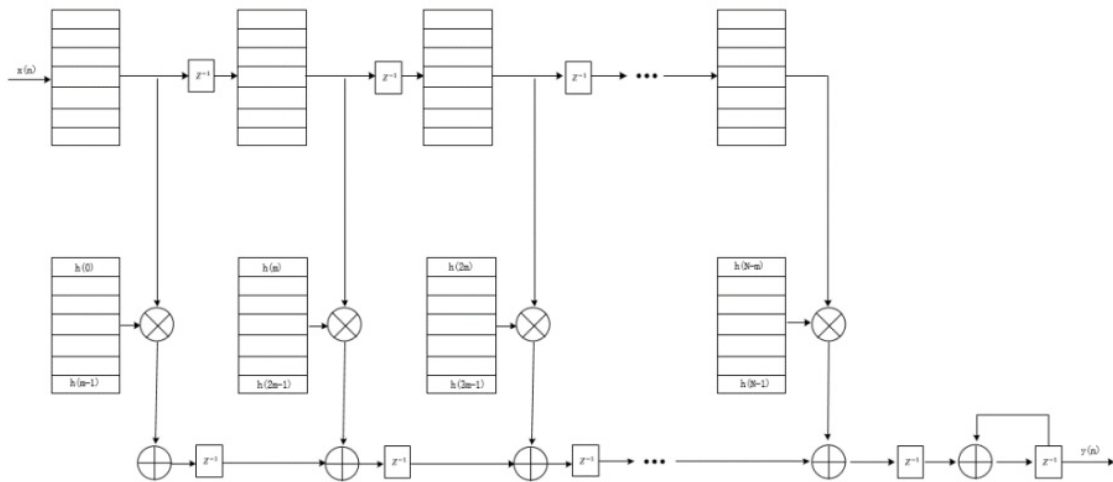 x(n)
Z⁻¹
Z⁻¹
Z⁻¹
•••
h(0)
h(m)
h(2m)
h(N-m)
h(m-1)
h(2m-1)
h(3m-1)
h(N-1)
Z⁻¹
Z⁻¹
Z⁻¹
•••
Z⁻¹
Z⁻¹
y(n)